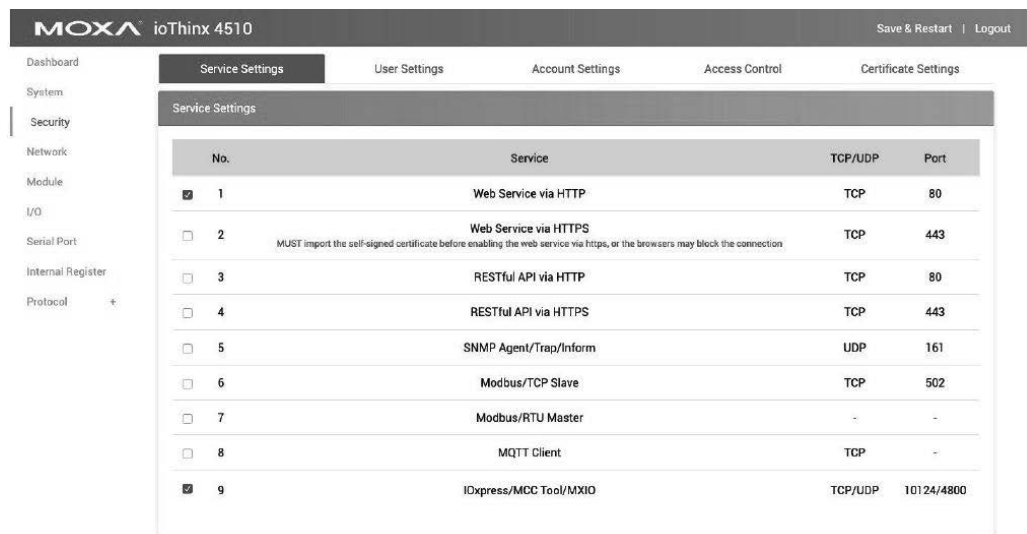 MOXA ioThinx 4510
Save & Restart | Logout
Dashboard
System
Security
Network
Module
I/O
Serial Port
Internal Register
Protocol +
Service Settings User Settings Account Settings Access Control Certificate Settings
Service Settings
No. Service TCP/UDP Port
1 Web Service via HTTP TCP 80
2 Web Service via HTTPS TCP 443
MUST import the self-signed certificate before enabling the web service via https, or the browsers may block the connection
3 RESTful API via HTTP TCP 80
4 RESTful API via HTTPS TCP 443
5 SNMP Agent/Trap/Inform UDP 161
6 Modbus/TCP Slave TCP 502
7 Modbus/RTU Master - -
8 MQTT Client TCP -
9 IOxpress/MCC Tool/MXIO TCP/UDP 10124/4800